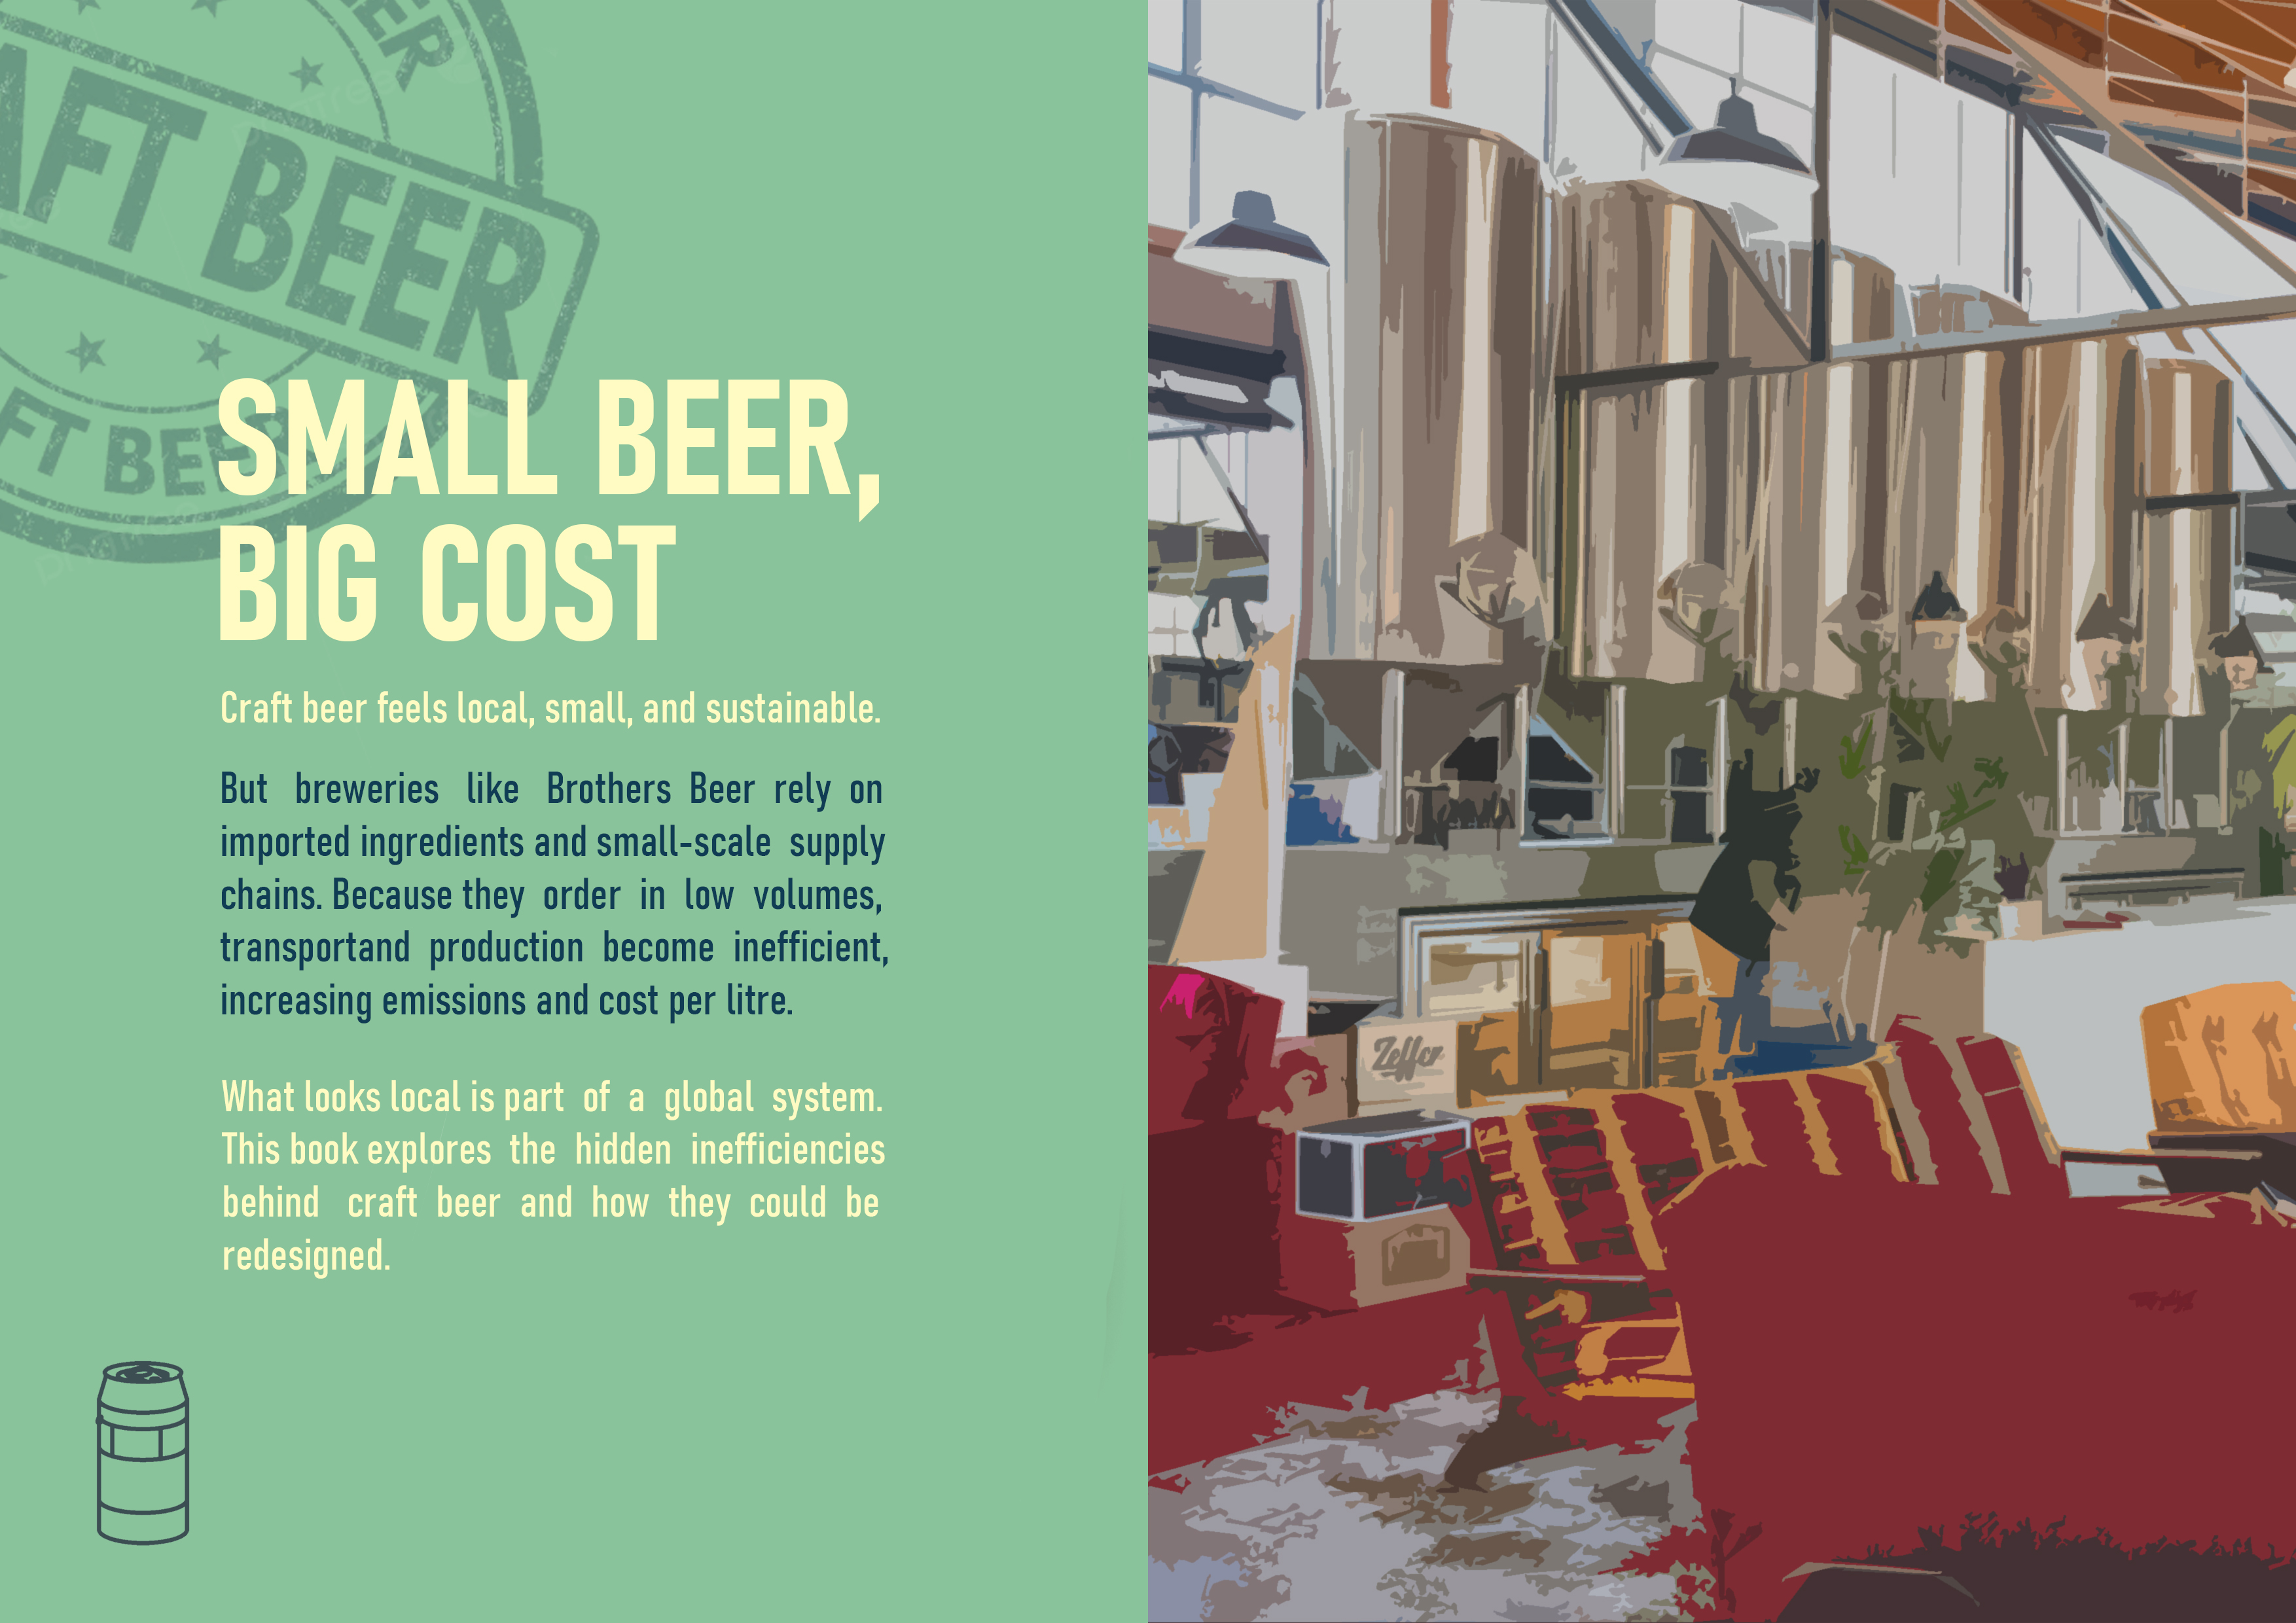 BEER
AFT BEER
FT BEER
SMALL BEER,
BIG COST
Craft beer feels local, small, and sustainable.
But breweries like Brothers Beer rely on
imported ingredients and small-scale supply
chains. Because they order in low volumes,
transportand production become inefficient,
increasing emissions and cost per litre.
What looks local is part of a global system.
This book explores the hidden inefficiencies
behind craft beer and how they could be
redesigned.
Zeffer